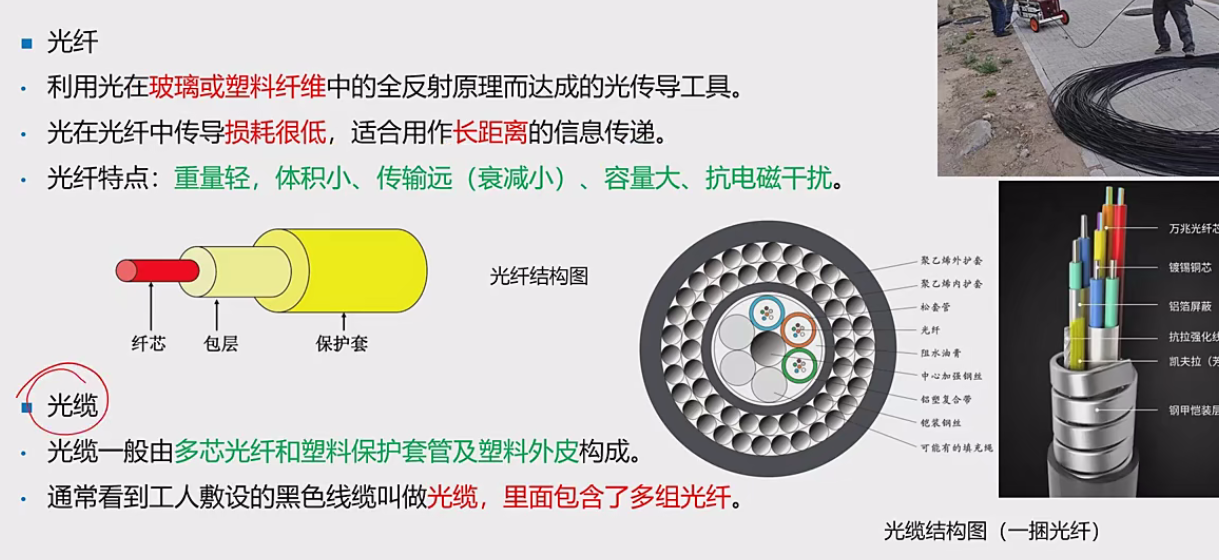 光纤
利用光在玻璃或塑料纤维中的全反射原理而达成的光传导工具。
光在光纤中传导损耗很低，适合用作长距离的信息传递。
光纤特点：重量轻，体积小、传输远（衰减小）、容量大、抗电磁干扰。
纤芯
包层
保护套
光纤结构图
聚乙烯外护套
聚乙烯内护套
松套管
光纤
阻水油膏
中心加强钢丝
铝塑复合带
铠装钢丝
可能有的填充绳
万兆光纤芯
镀锡铜芯
铝箔屏蔽
抗拉强化线
凯夫拉（芳
钢甲铠装层
光缆
光缆一般由多芯光纤和塑料保护套管及塑料外皮构成。
通常看到工人敷设的黑色线缆叫做光缆，里面包含了多组光纤。
光缆结构图（一捆光纤）